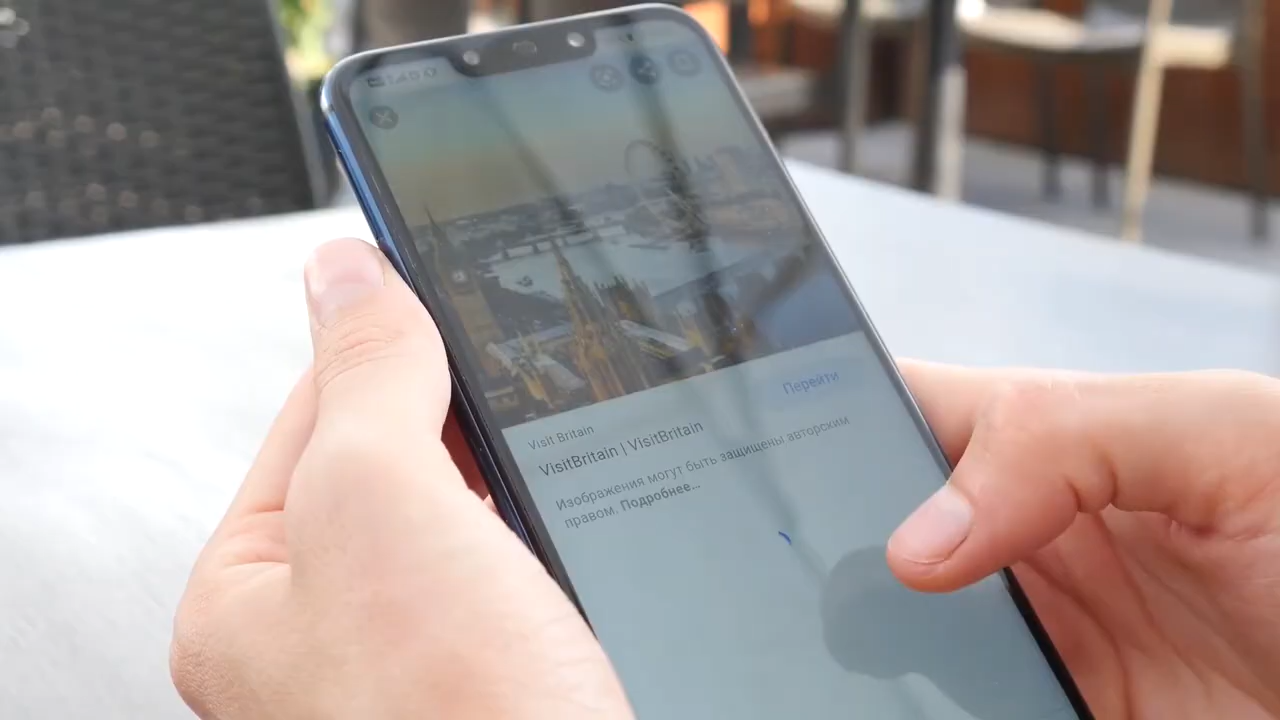 Перейти
Visit Britain
VisitBritain | VisitBritain
Изображения могут быть защищены авторским
правом. Подробнее...